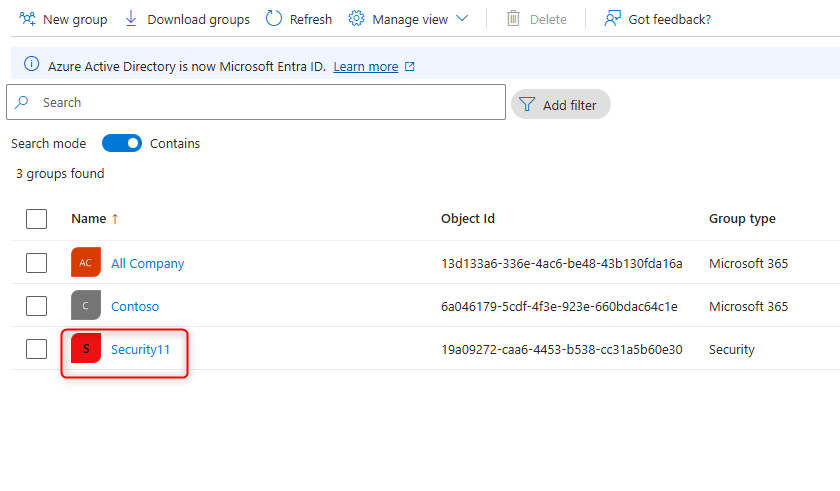 New group Download groups Refresh Manage view Delete Got feedback?
Azure Active Directory is now Microsoft Entra ID. Learn more
Search Add filter
Search mode Contains
3 groups found
Name ↑ Object Id Group type
AC All Company 13d133a6-336e-4ac6-be48-43b130fda16a Microsoft 365
C Contoso 6a046179-5cdf-4f3e-923e-660bdac64c1e Microsoft 365
S Security11 19a09272-caa6-4453-b538-cc31a5b60e30 Security